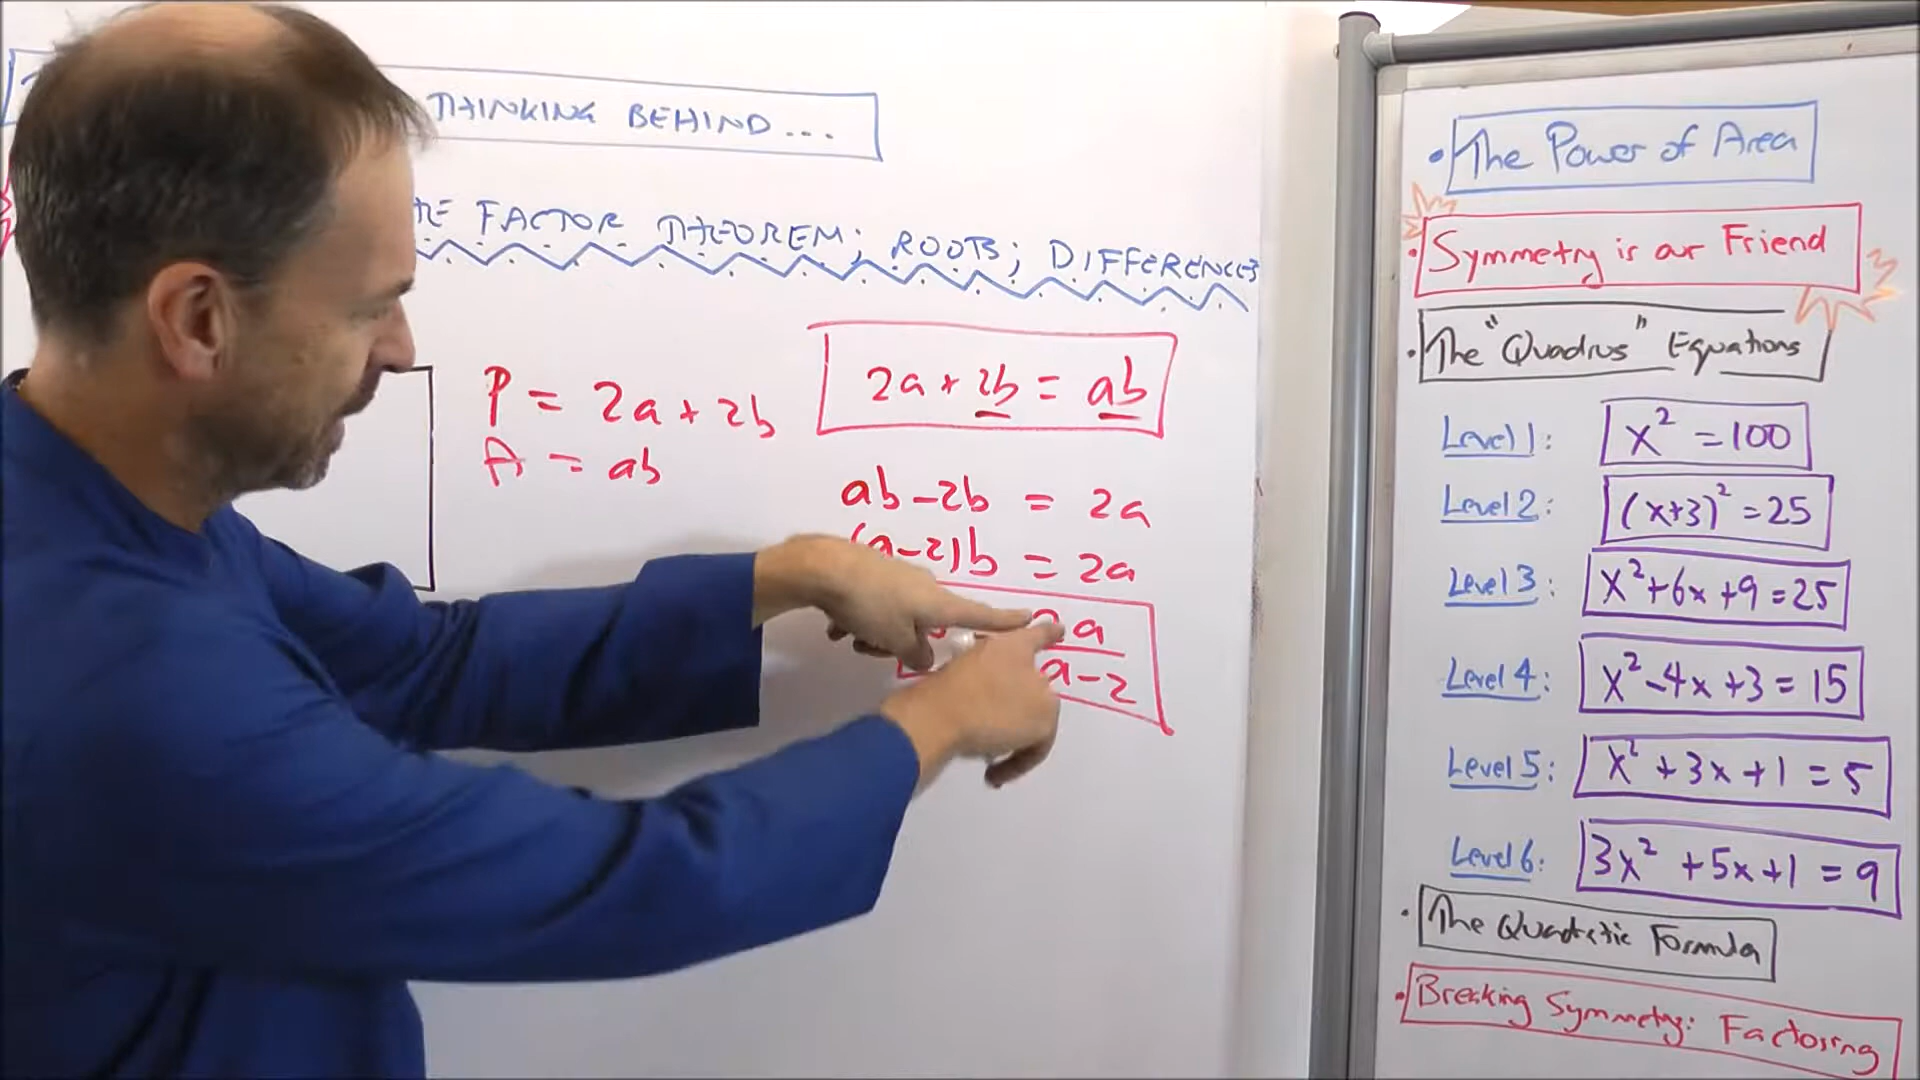 THINKING BEHIND...
FACTOR THEOREM; ROOTS; DIFFERENCES
P = 2a + 2b
A = ab
2a + 2b = ab
ab - 2b = 2a
(a-2)b = 2a
2a
a-2
• The Power of Area
• Symmetry is our Friend
• The "Quadrus" Equations
Level 1: x² = 100
Level 2: (x+3)² = 25
Level 3: x² + 6x + 9 = 25
Level 4: x² - 4x + 3 = 15
Level 5: x² + 3x + 1 = 5
Level 6: 3x² + 5x + 1 = 9
• The Quadratic Formula
• Breaking Symmetry: Factoring